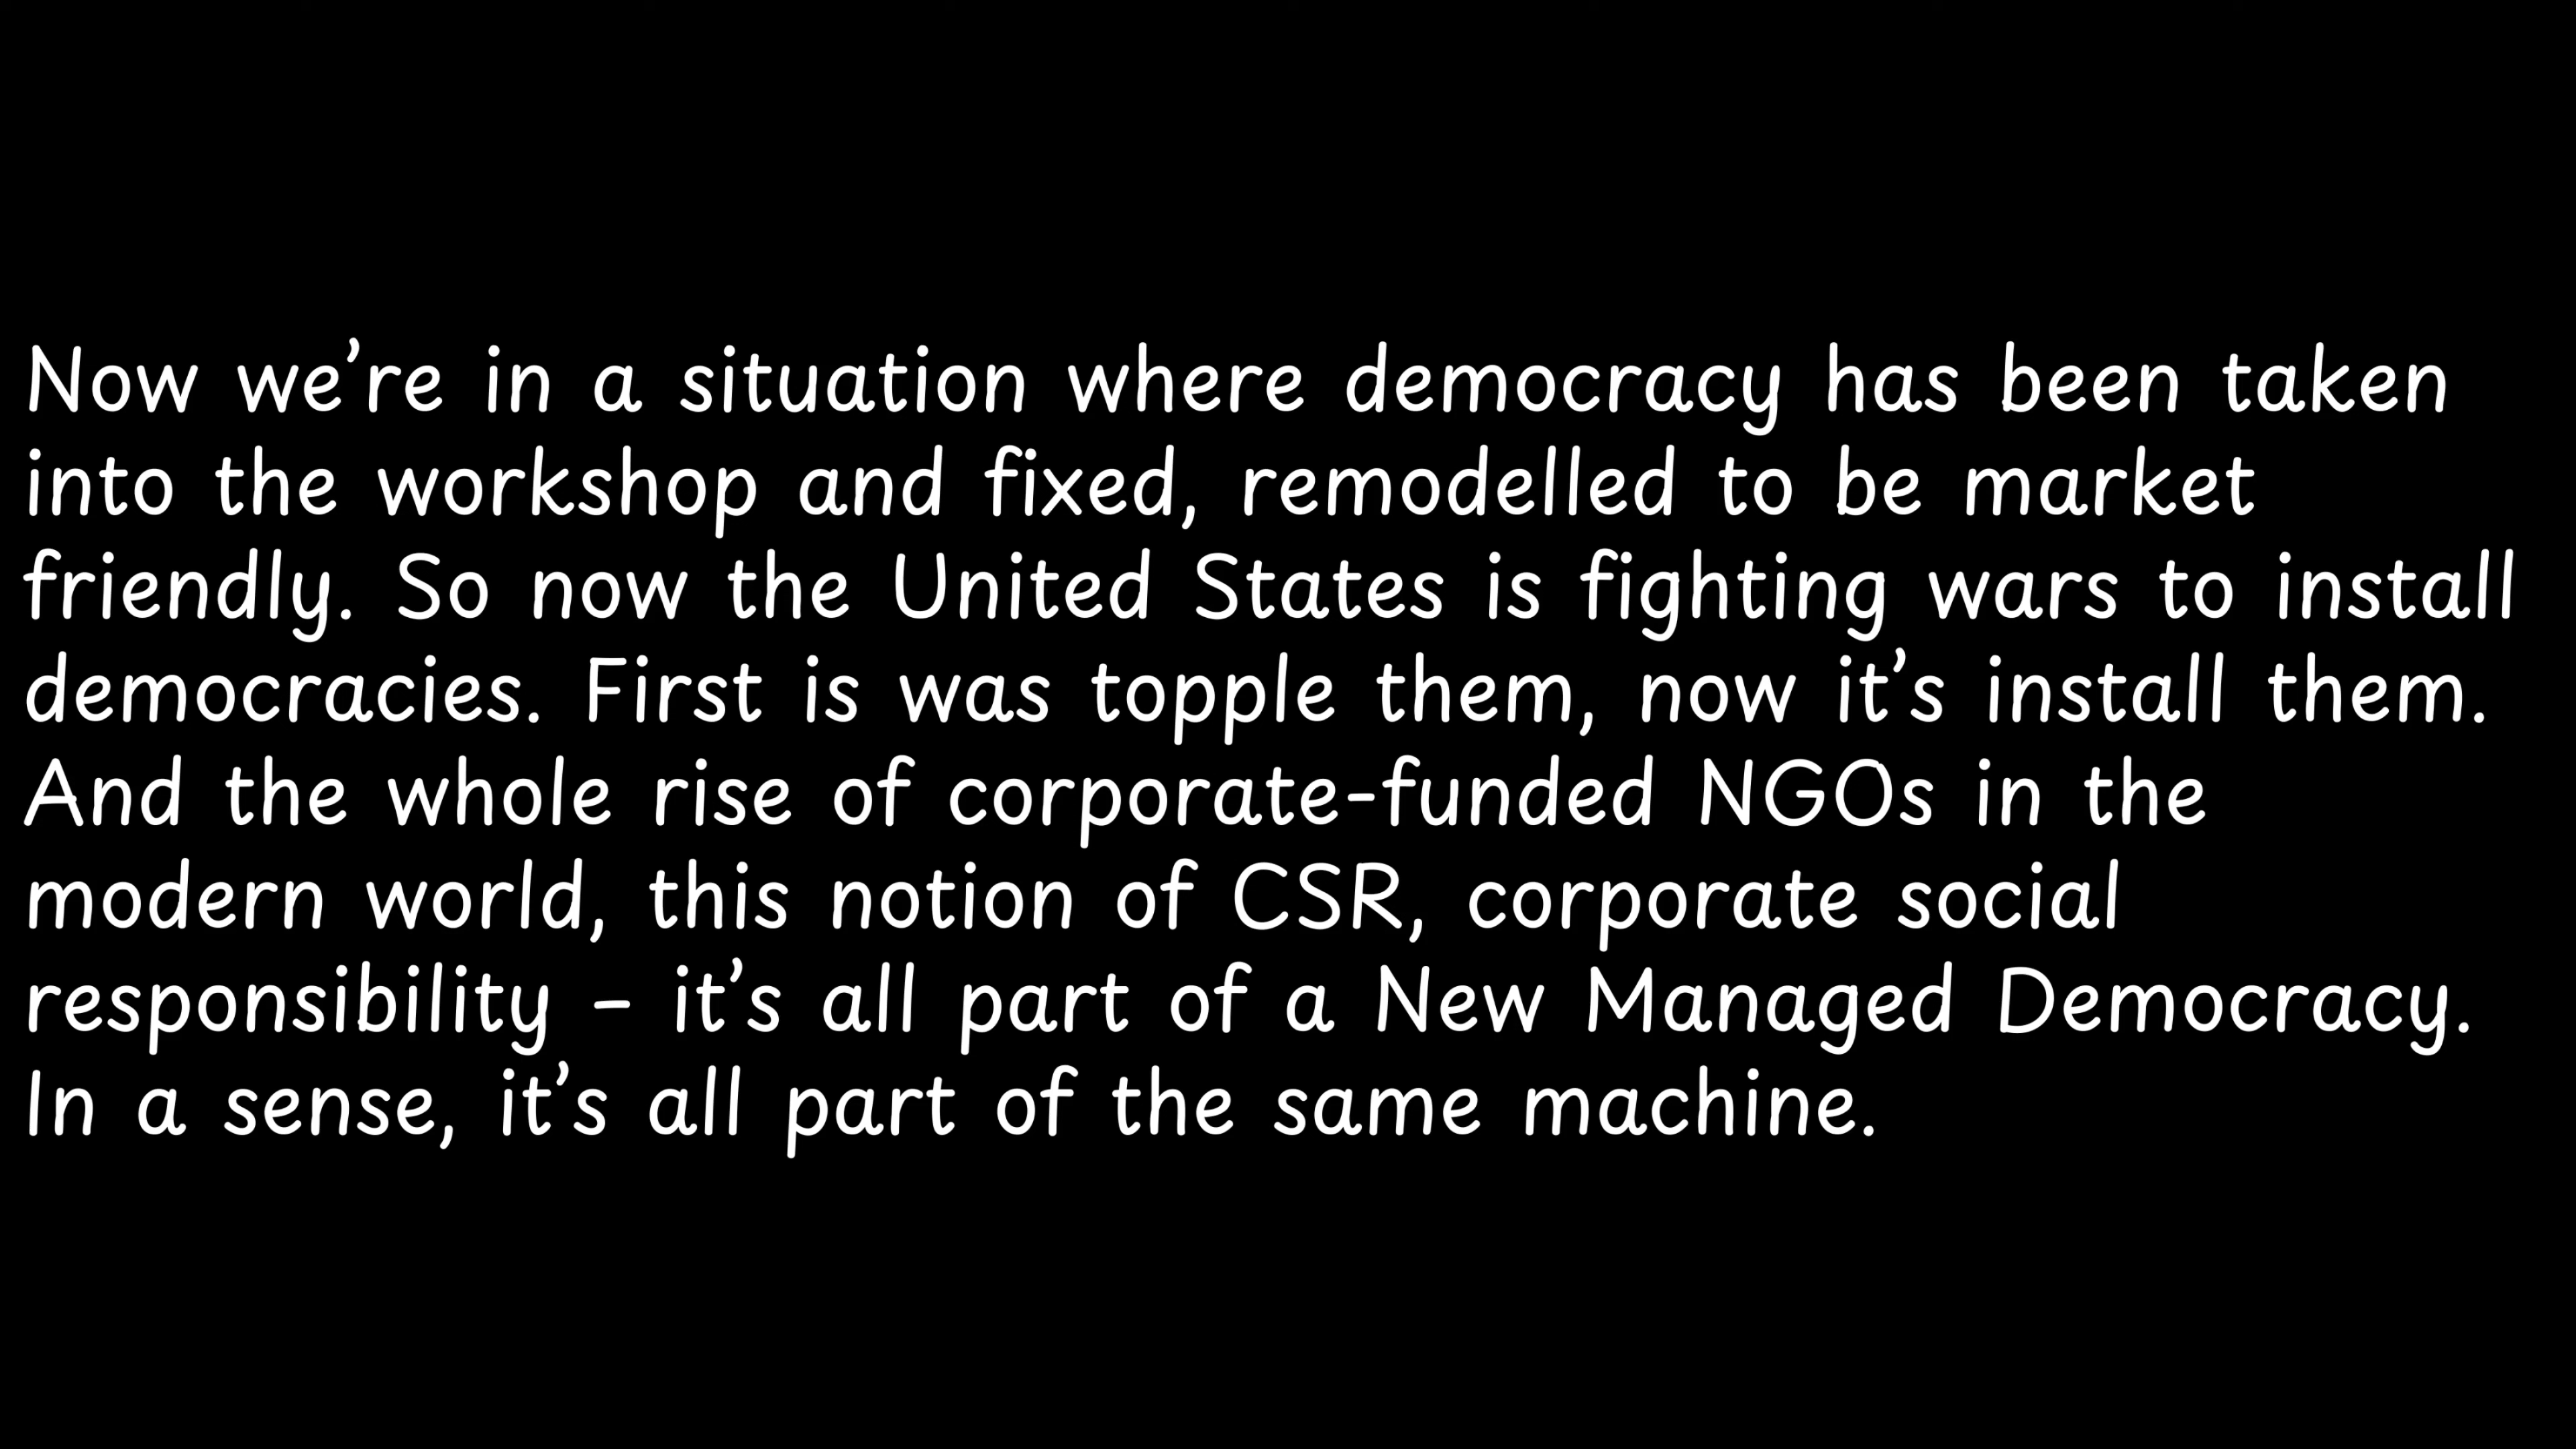 Now we’re in a situation where democracy has been taken
into the workshop and fixed, remodelled to be market
friendly. So now the United States is fighting wars to install
democracies. First is was topple them, now it’s install them.
And the whole rise of corporate-funded NGOs in the
modern world, this notion of CSR, corporate social
responsibility – it’s all part of a New Managed Democracy.
In a sense, it’s all part of the same machine.